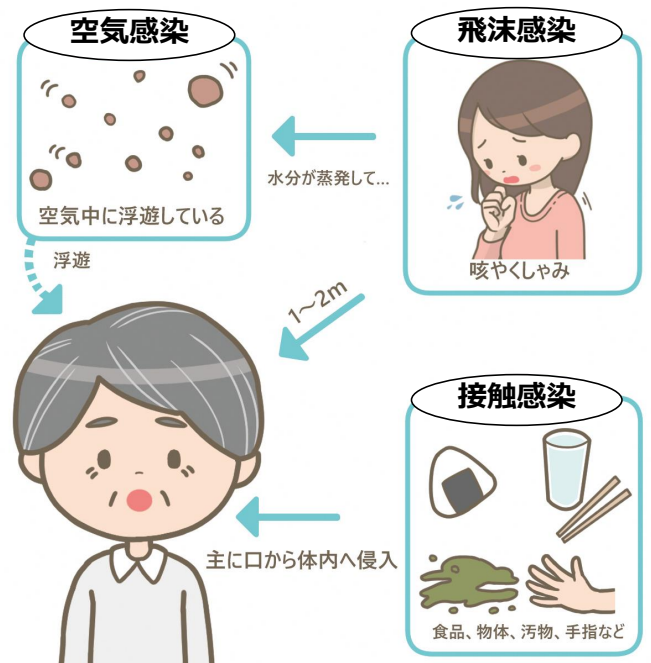 空気感染
飛沫感染
空気中に浮遊している
水分が蒸発して...
咳やくしゃみ
浮遊
1～2m
接触感染
主に口から体内へ侵入
食品、物体、汚物、手指など